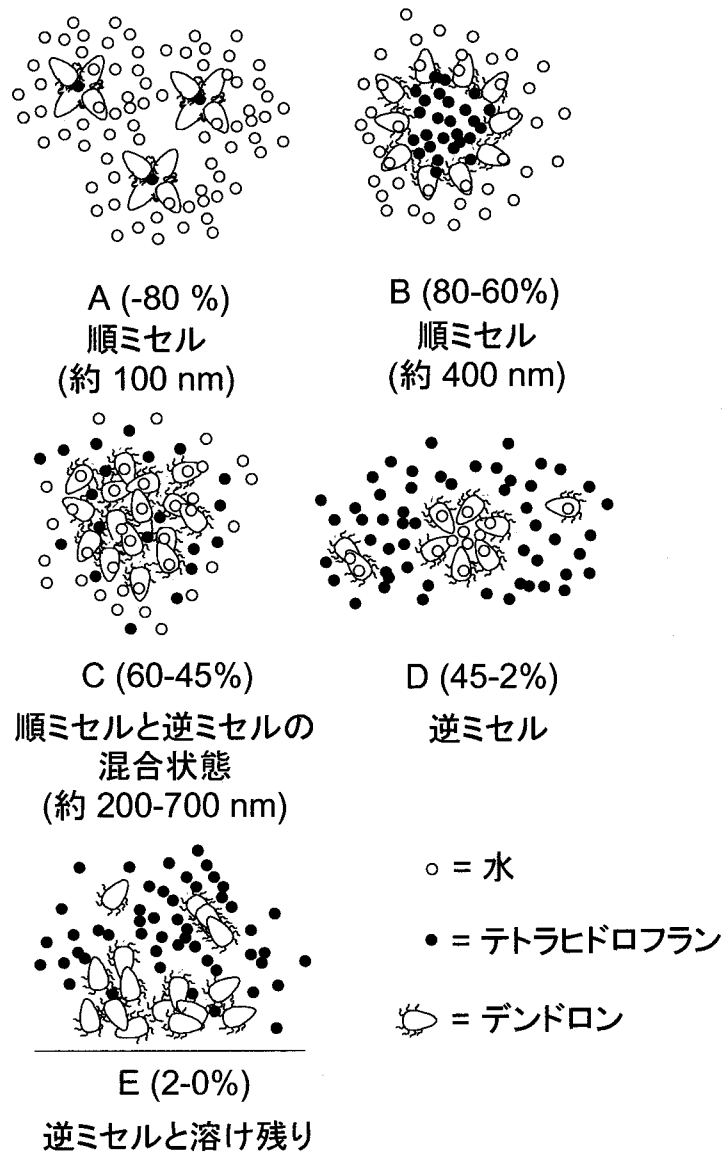 A (-80 %)
順ミセル
(約 100 nm)
B (80-60%)
順ミセル
(約 400 nm)
C (60-45%)
順ミセルと逆ミセルの
混合状態
(約 200-700 nm)
D (45-2%)
逆ミセル
= 水
= テトラヒドロフラン
= デンドロン
E (2-0%)
逆ミセルと溶け残り